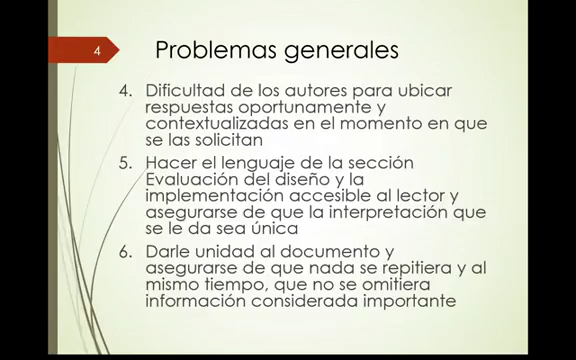 4
Problemas generales
4. Dificultad de los autores para ubicar
respuestas oportunamente y
contextualizadas en el momento en que
se las solicitan
5. Hacer el lenguaje de la sección
Evaluación del diseño y la
implementación accesible al lector y
asegurarse de que la interpretación que
se le da sea única
6. Darle unidad al documento y
asegurarse de que nada se repitiera y al
mismo tiempo, que no se omitiera
información considerada importante